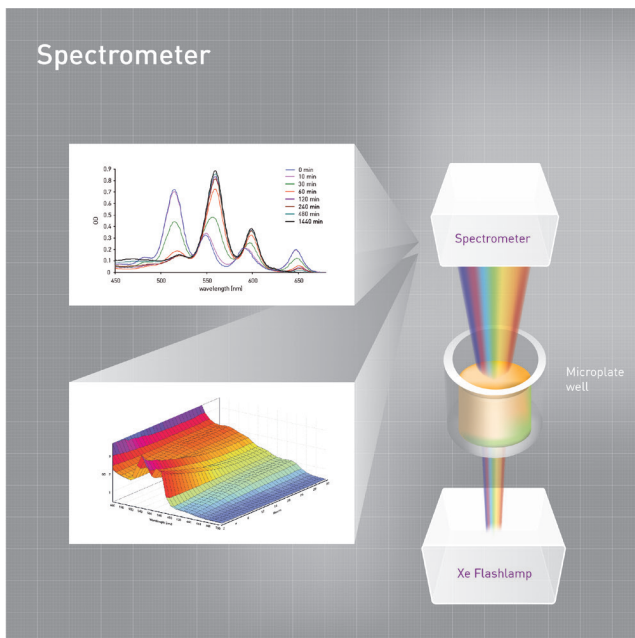 Spectrometer
0.9
0.8
0.7
0.6
0.5
0.4
0.3
0.2
0.1
0
OD
450
500
550
600
650
wavelength [nm]
0 min
10 min
30 min
60 min
120 min
240 min
480 min
1440 min
Spectrometer
Microplate
well
Wavelength [nm]
Xe Flashlamp